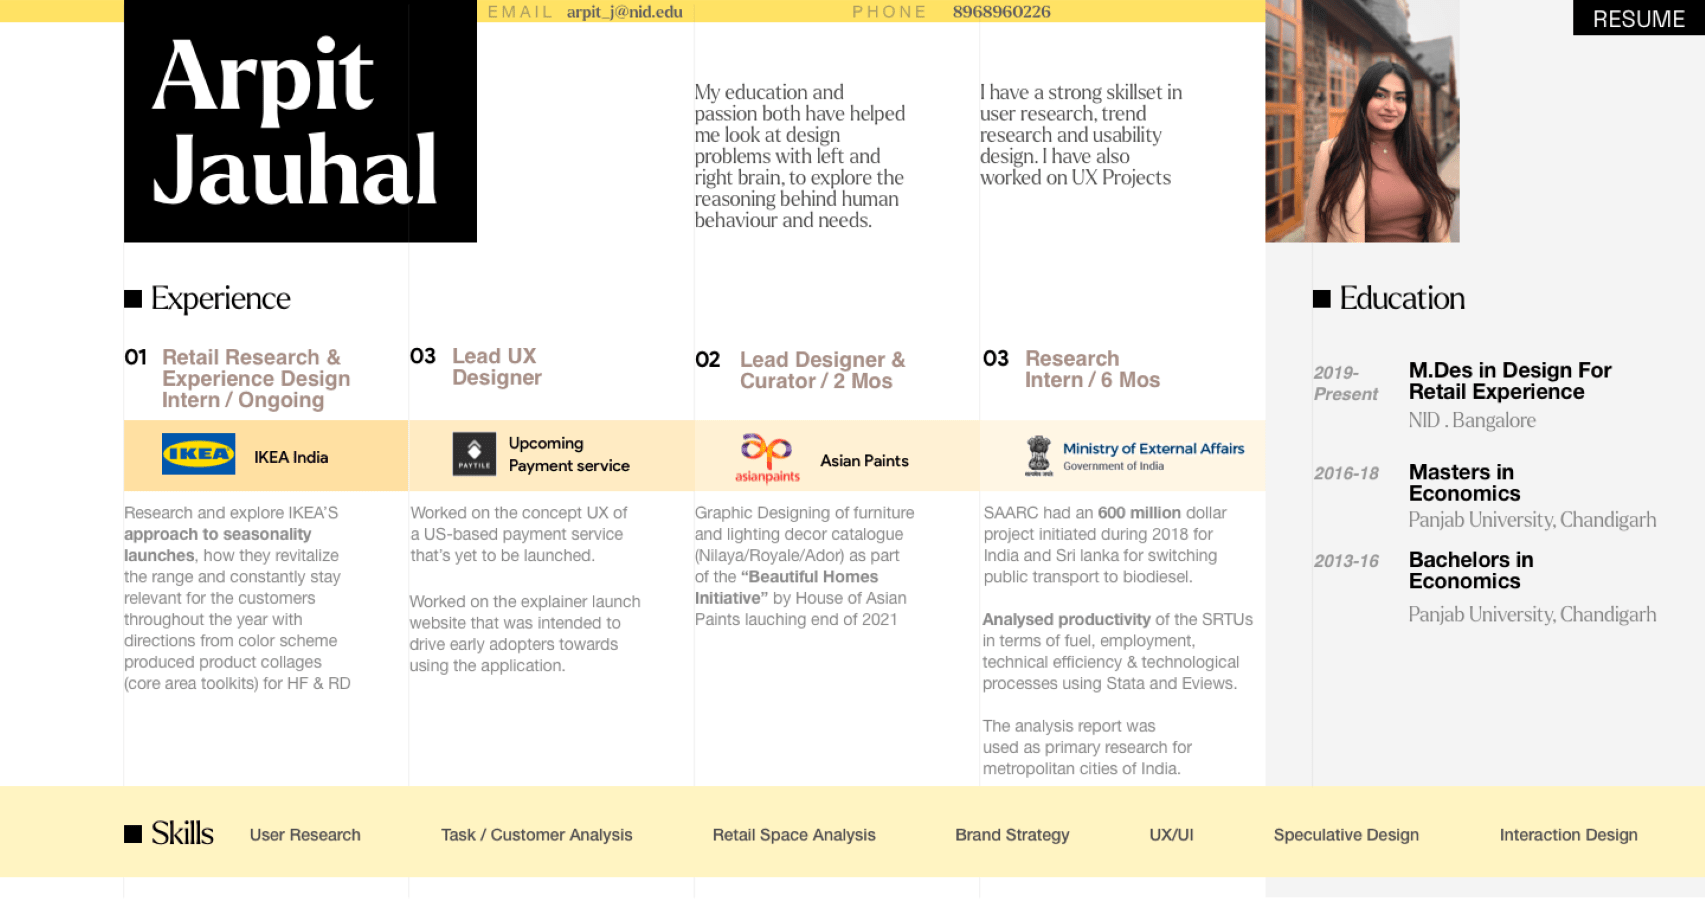 EMAIL arpit_j@nid.edu
PHONE 8968960226
RESUME
Arpit
Jauhal
My education and
passion both have helped
me look at design
problems with left and
right brain, to explore the
reasoning behind human
behaviour and needs.
I have a strong skillset in
user research, trend
research and usability
design. I have also
worked on UX Projects
Experience
01 Retail Research &
Experience Design
Intern / Ongoing
IKEA
IKEA India
Research and explore IKEA’S
approach to seasonality
launches, how they revitalize
the range and constantly stay
relevant for the customers
throughout the year with
directions from color scheme
produced product collages
(core area toolkits) for HF & RD
03 Lead UX
Designer
PAYTILE
Upcoming
Payment service
Worked on the concept UX of
a US-based payment service
that’s yet to be launched.
Worked on the explainer launch
website that was intended to
drive early adopters towards
using the application.
02 Lead Designer &
Curator / 2 Mos
asianpaints
Asian Paints
Graphic Designing of furniture
and lighting decor catalogue
(Nilaya/Royale/Ador) as part
of the “Beautiful Homes
Initiative” by House of Asian
Paints lauching end of 2021
03 Research
Intern / 6 Mos
Ministry of External Affairs
Government of India
SAARC had an 600 million dollar
project initiated during 2018 for
India and Sri lanka for switching
public transport to biodiesel.
Analysed productivity of the SRTUs
in terms of fuel, employment,
technical efficiency & technological
processes using Stata and Eviews.
The analysis report was
used as primary research for
metropolitan cities of India.
Education
2019-
Present
M.Des in Design For
Retail Experience
NID . Bangalore
2016-18
Masters in
Economics
Panjab University, Chandigarh
2013-16
Bachelors in
Economics
Panjab University, Chandigarh
Skills
User Research
Task / Customer Analysis
Retail Space Analysis
Brand Strategy
UX/UI
Speculative Design
Interaction Design